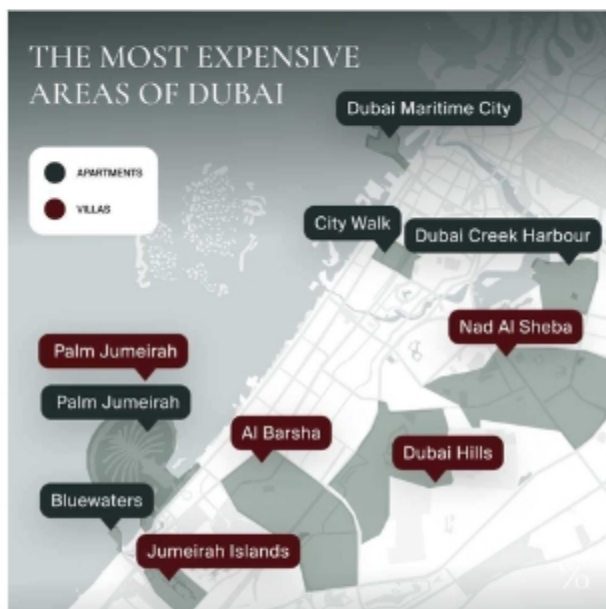 THE MOST EXPENSIVE
AREAS OF DUBAI
APARTMENTS
VILLAS
Dubai Maritime City
City Walk
Dubai Creek Harbour
Nad Al Sheba
Palm Jumeirah
Palm Jumeirah
Al Barsha
Dubai Hills
Bluewaters
Jumeirah Islands